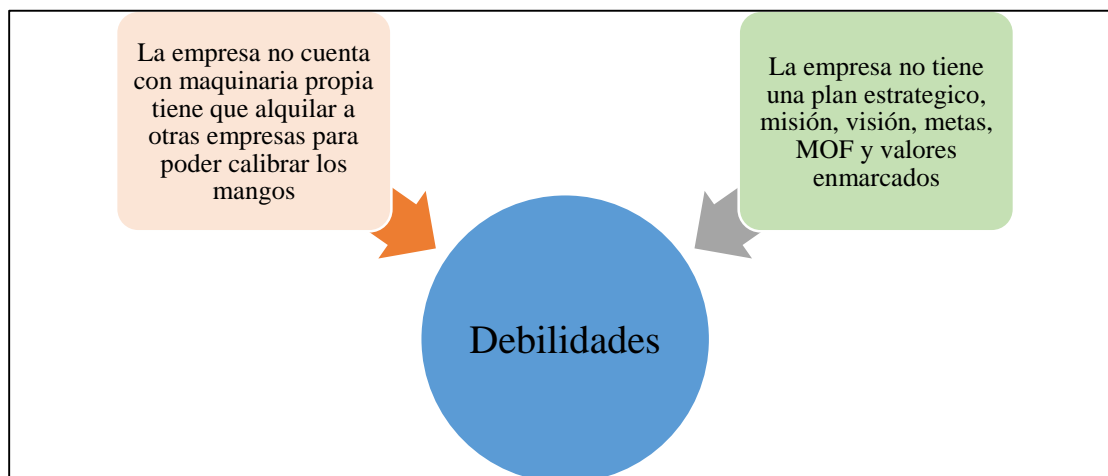 La empresa no cuenta
con maquinaria propia
tiene que alquilar a
otras empresas para
poder calibrar los
mangos
La empresa no tiene
una plan estrategico,
misión, visión, metas,
MOF y valores
enmarcados
Debilidades